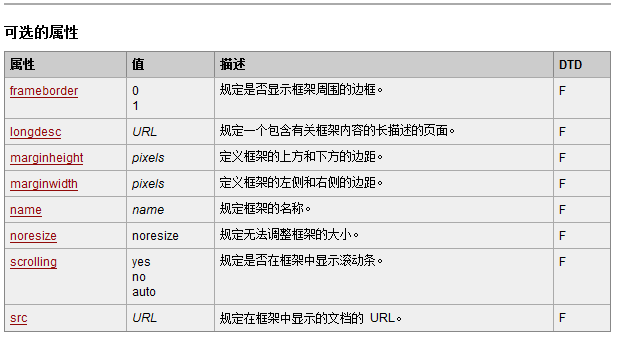 可选的属性
属性 值 描述 DTD
frameborder 0 规定是否显示框架周围的边框。 F
1
longdesc URL 规定一个包含有关框架内容的长描述的页面。 F
marginheight pixels 定义框架的上方和下方的边距。 F
marginwidth pixels 定义框架的左侧和右侧的边距。 F
name name 规定框架的名称。 F
noresize noresize 规定无法调整框架的大小。 F
scrolling yes 规定是否在框架中显示滚动条。 F
no
auto
src URL 规定在框架中显示的文档的 URL。 F